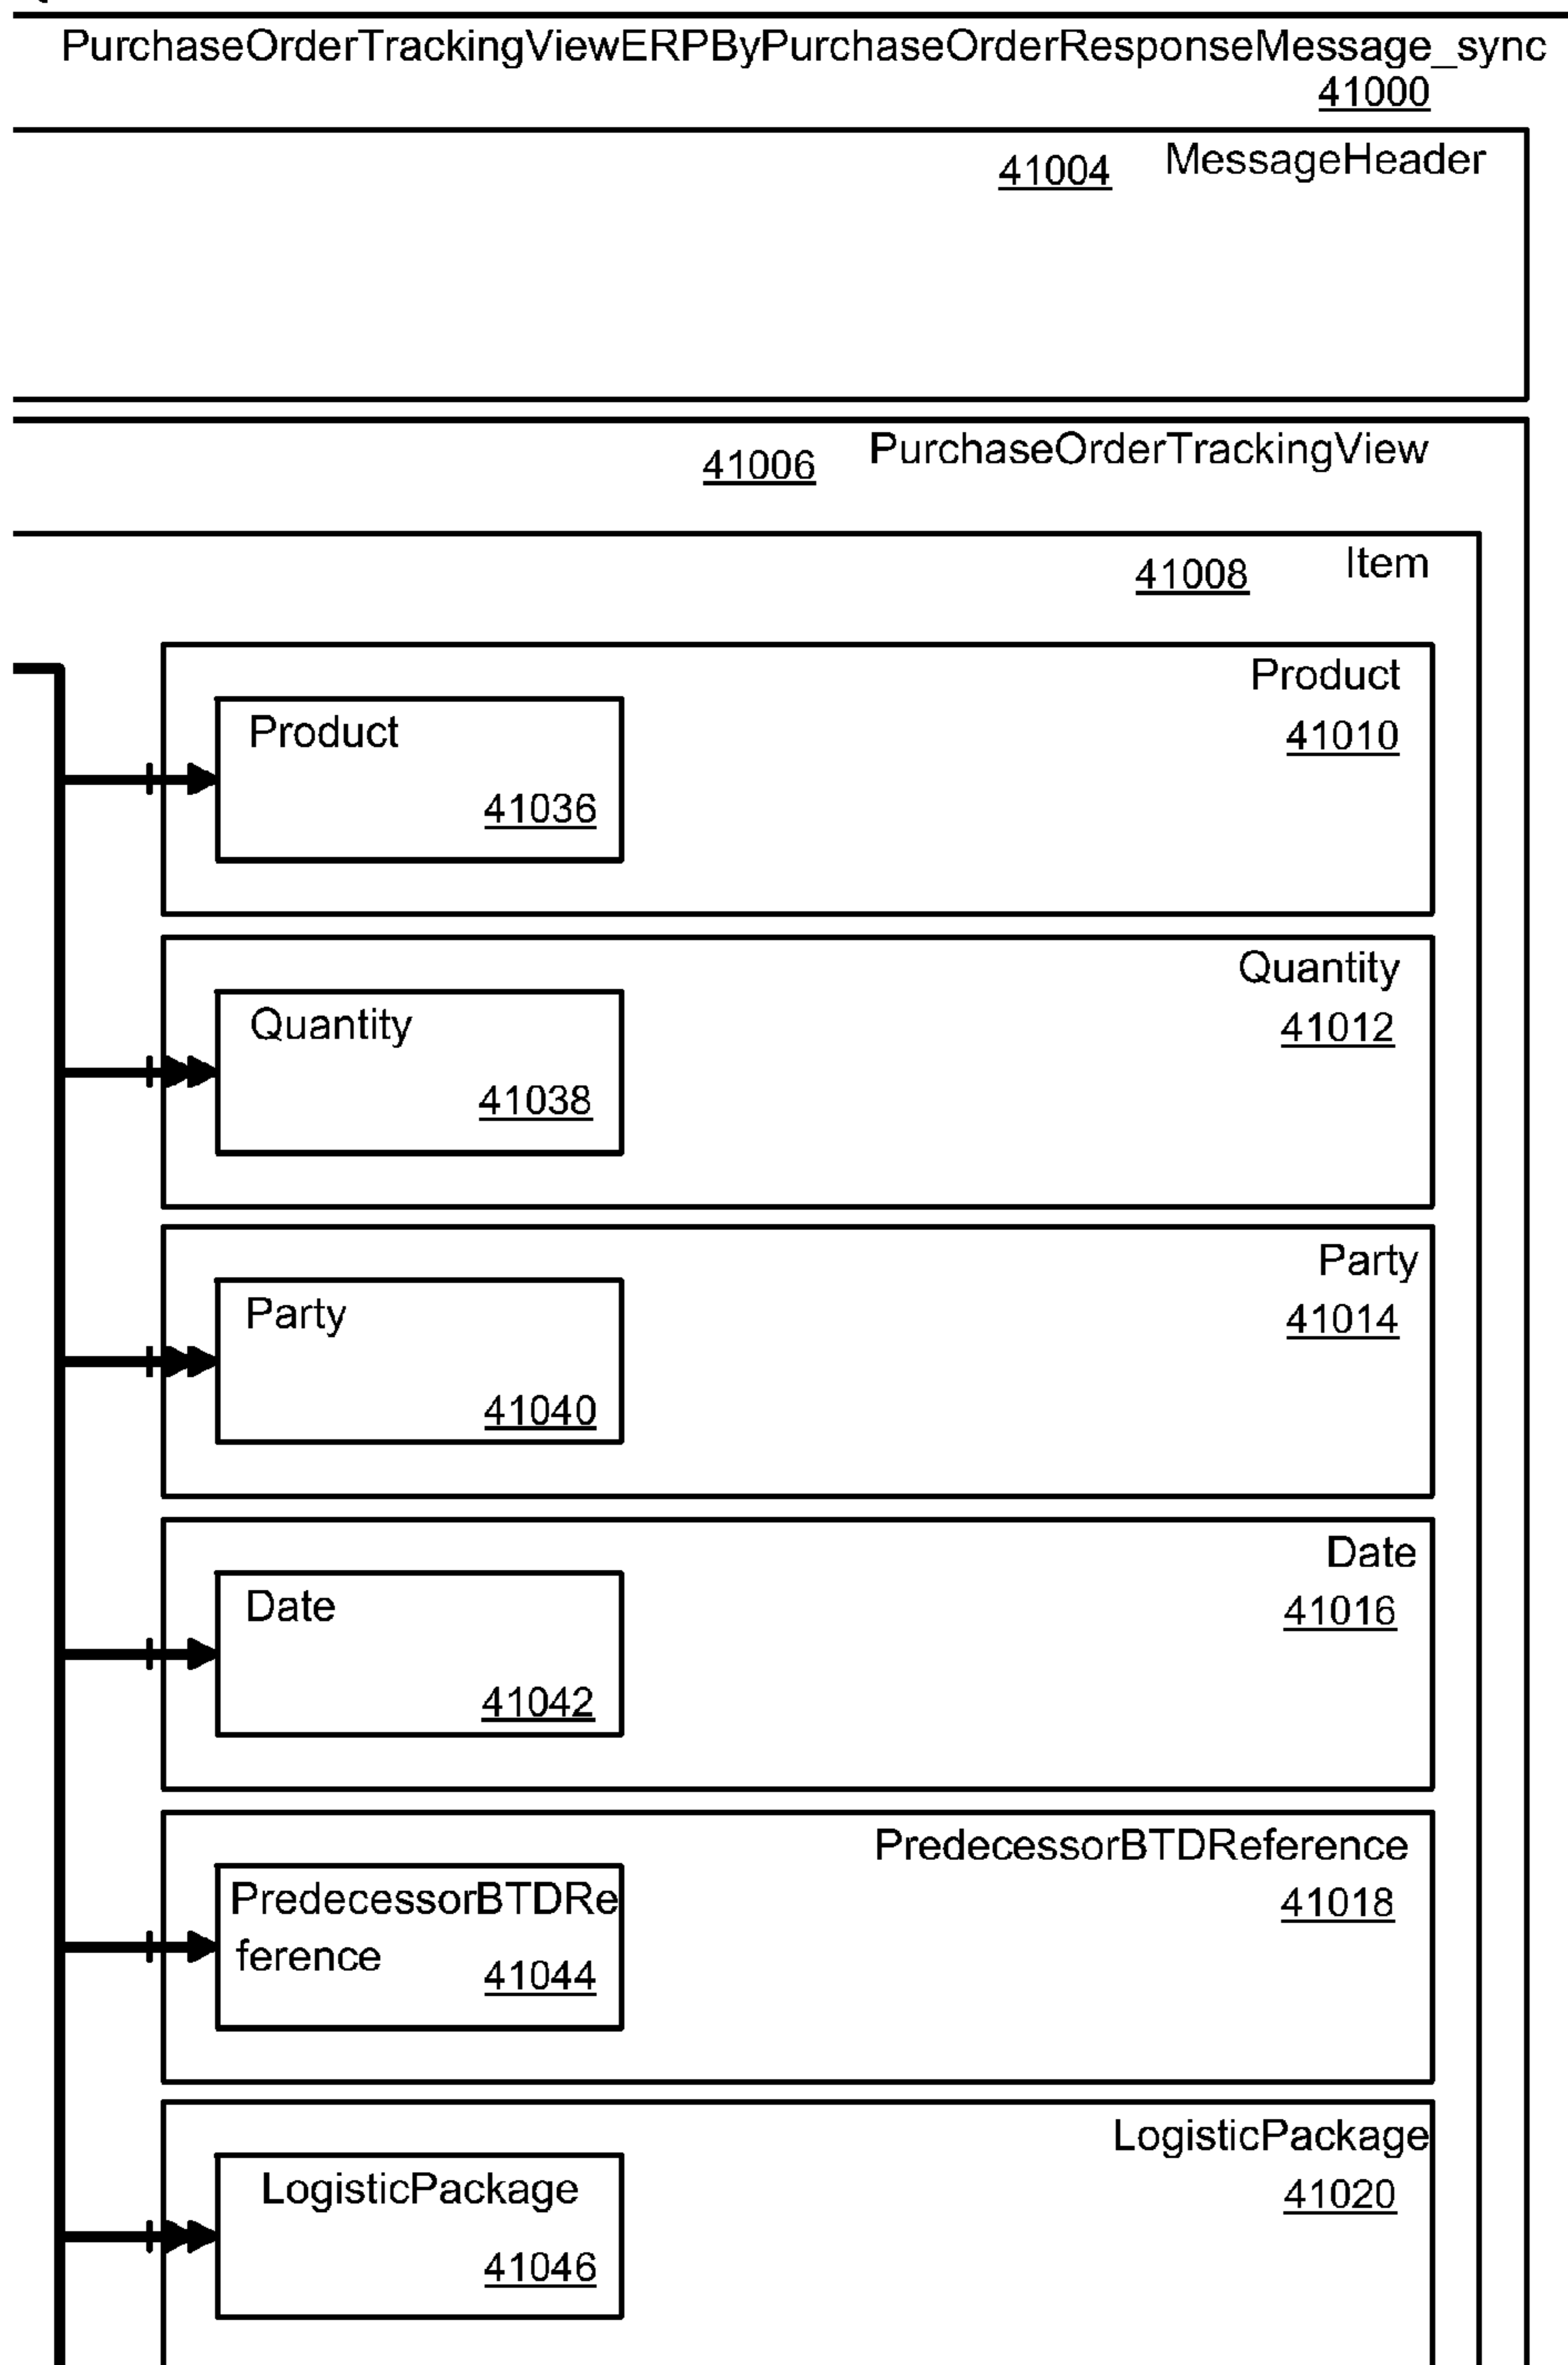 PurchaseOrderTrackingViewERPByPurchaseOrderResponseMessage_sync
41000
41004 MessageHeader
41006 PurchaseOrderTrackingView
41008 Item
Product
41010
Product
41036
Quantity
41012
Quantity
41038
Party
41014
Party
41040
Date
41016
Date
41042
PredecessorBTDReference
41018
PredecessorBTDRe
ference
41044
LogisticPackage
41020
LogisticPackage
41046